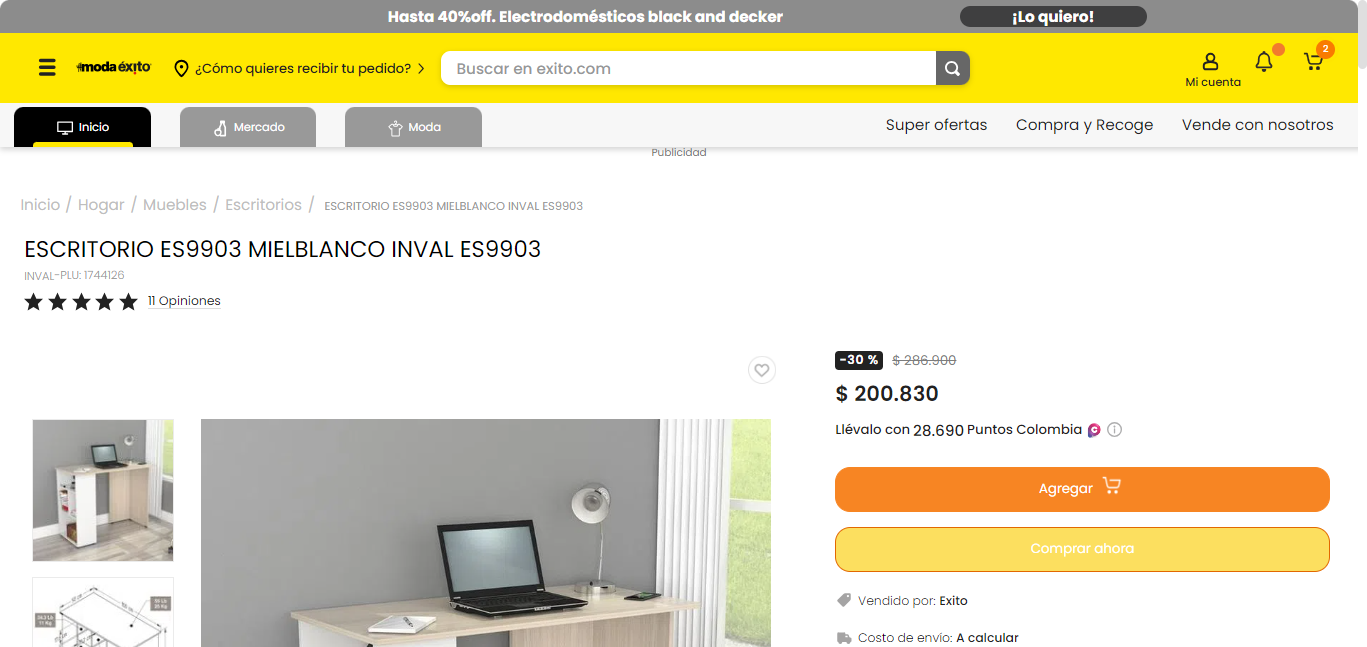 Hasta 40%off. Electrodomésticos black and decker
¡Lo quiero!
moda éxito
¿Cómo quieres recibir tu pedido?
Buscar en exito.com
Mi cuenta
2
Inicio
Mercado
Moda
Super ofertas
Compra y Recoge
Vende con nosotros
Publicidad
Inicio / Hogar / Muebles / Escritorios / ESCRITORIO ES9903 MIELBLANCO INVAL ES9903
ESCRITORIO ES9903 MIELBLANCO INVAL ES9903
INVAL-PLU: 1744126
11 Opiniones
-30 % $ 286.900
$ 200.830
Llévalo con 28.690 Puntos Colombia
Agregar
Comprar ahora
Vendido por: Exito
Costo de envío: A calcular